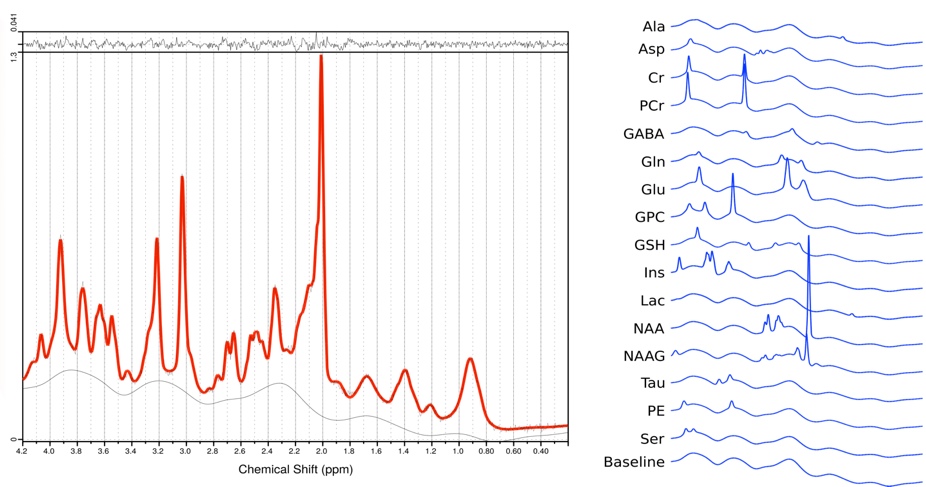 0.041
1.3
0
4.2 4.0 3.8 3.6 3.4 3.2 3.0 2.8 2.6 2.4 2.2 2.0 1.8 1.6 1.4 1.2 1.0 0.80 0.60 0.40
Chemical Shift (ppm)
Ala
Asp
Cr
PCr
GABA
Gln
Glu
GPC
GSH
Ins
Lac
NAA
NAAG
Tau
PE
Ser
Baseline